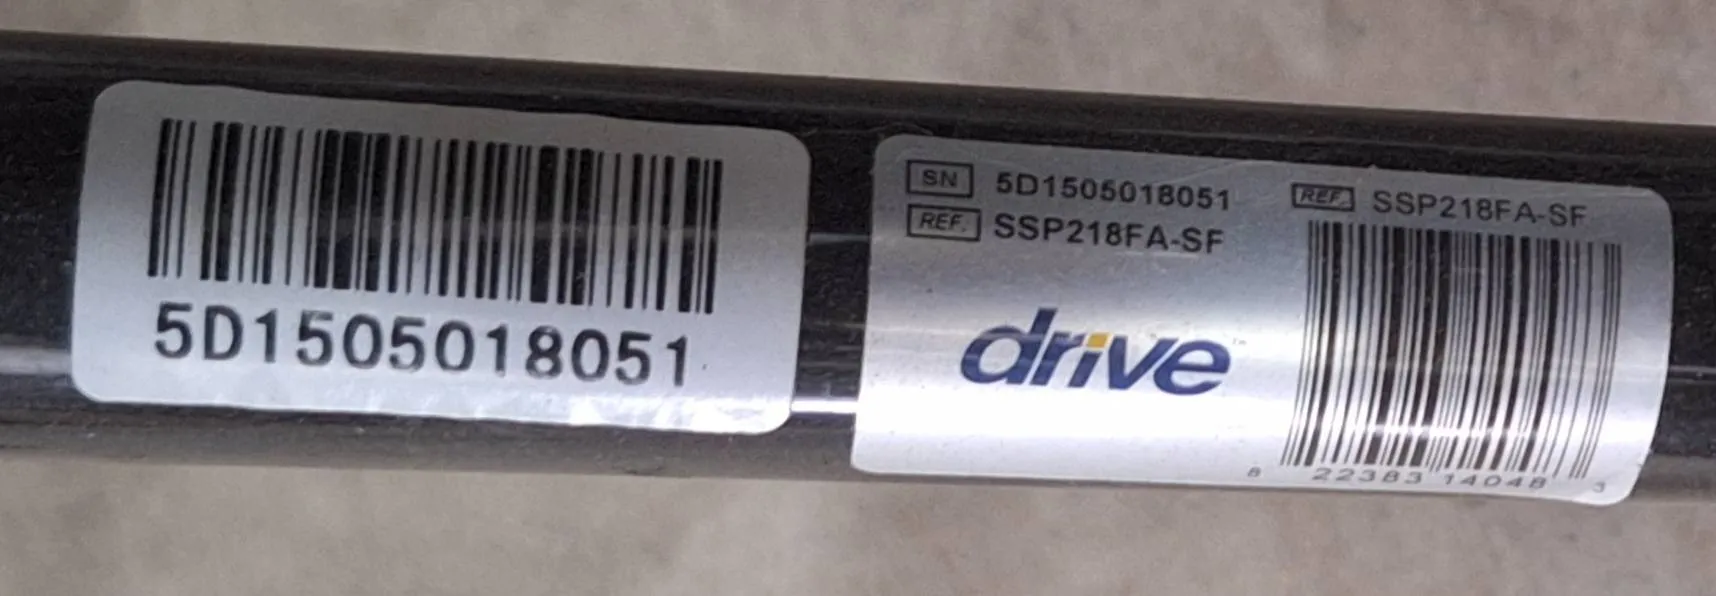 5D1505018051
SN 5D1505018051
REF. SSP218FA-SF
drive
REF. SSP218FA-SF
8 22383 14048 3